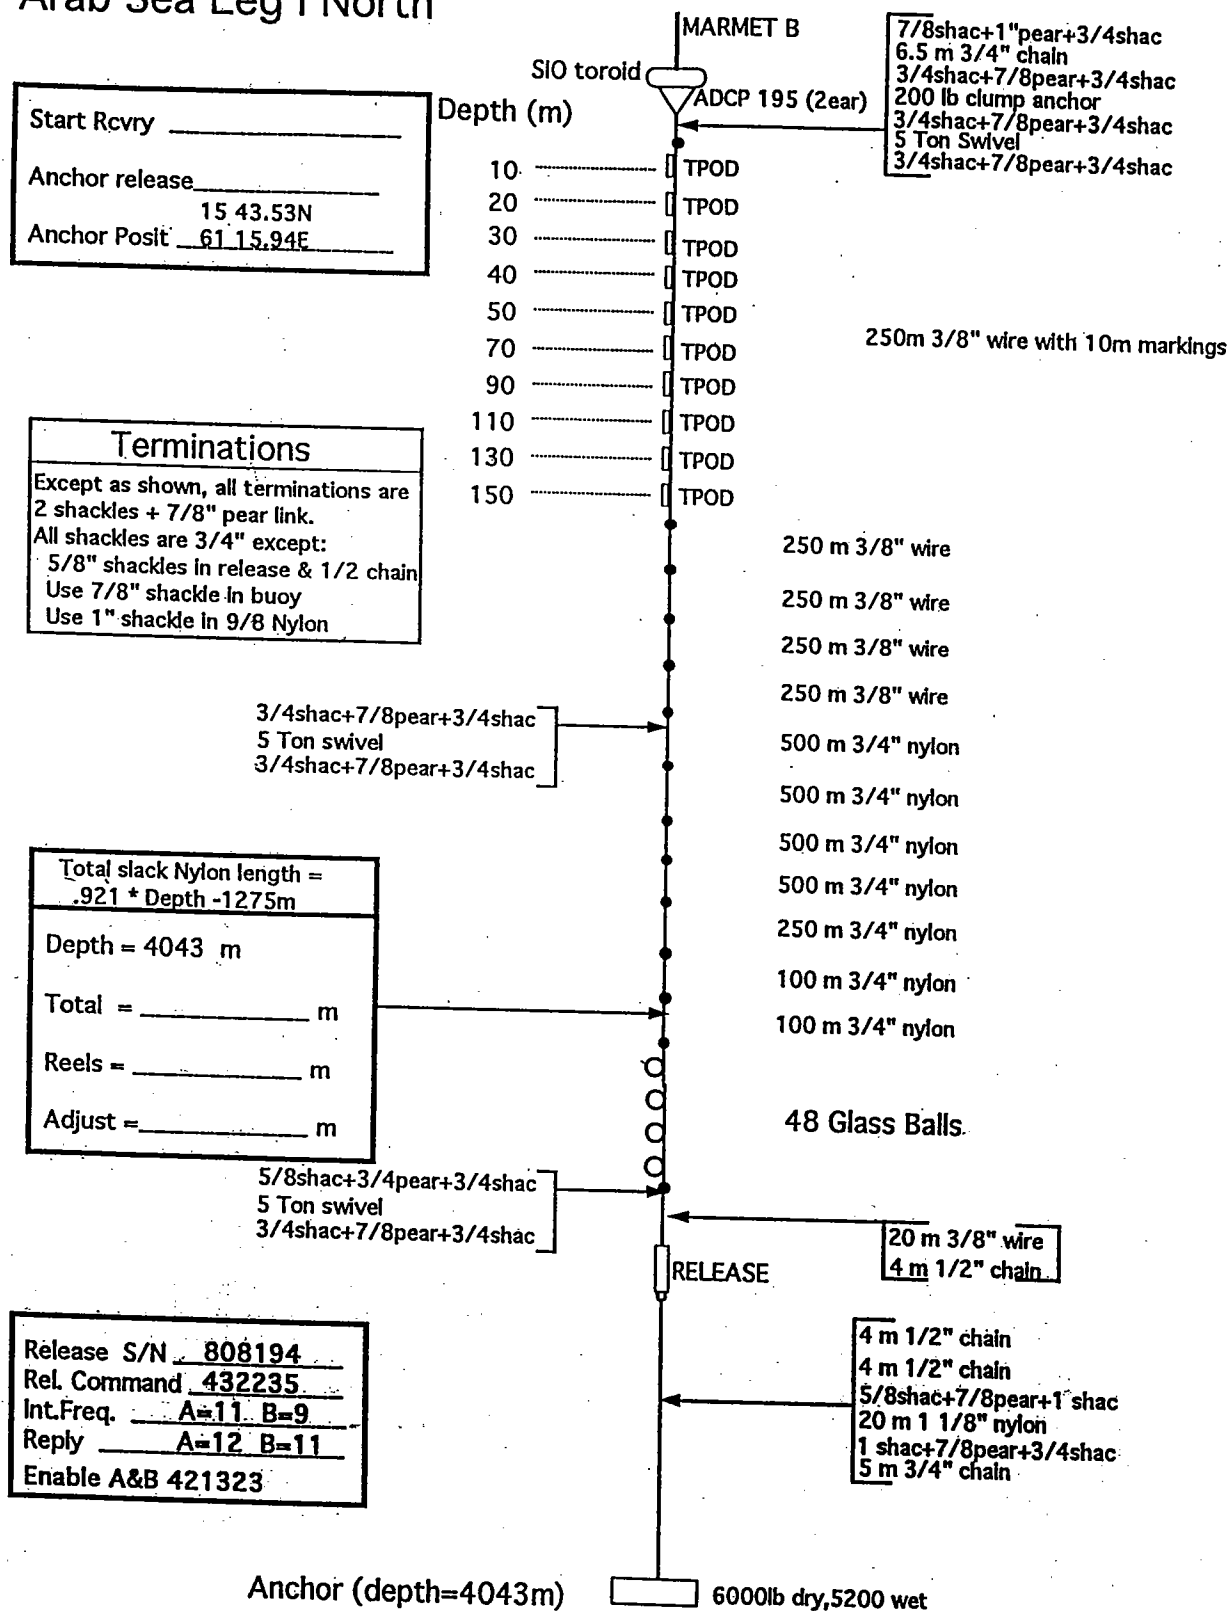 Arab Sea Leg I North
MARMET B
SIO toroid
ADCP 195 (2ear)
7/8shac+1"pear+3/4shac
6.5 m 3/4" chain
3/4shac+7/8pear+3/4shac
200 lb clump anchor
3/4shac+7/8pear+3/4shac
5 Ton Swivel
3/4shac+7/8pear+3/4shac
Start Rcvry
Anchor release
15 43.53N
Anchor Posit 61 15.94E
Depth (m)
10 TPOD
20 TPOD
30 TPOD
40 TPOD
50 TPOD
70 TPOD
90 TPOD
110 TPOD
130 TPOD
150 TPOD
250m 3/8" wire with 10m markings
Terminations
Except as shown, all terminations are
2 shackles + 7/8" pear link.
All shackles are 3/4" except:
5/8" shackles in release & 1/2 chain
Use 7/8" shackle in buoy
Use 1" shackle in 9/8 Nylon
250 m 3/8" wire
250 m 3/8" wire
250 m 3/8" wire
250 m 3/8" wire
3/4shac+7/8pear+3/4shac
5 Ton swivel
3/4shac+7/8pear+3/4shac
500 m 3/4" nylon
500 m 3/4" nylon
500 m 3/4" nylon
500 m 3/4" nylon
250 m 3/4" nylon
100 m 3/4" nylon
100 m 3/4" nylon
Total slack Nylon length =
.921 * Depth -1275m
Depth = 4043 m
Total = m
Reels = m
Adjust = m
48 Glass Balls
5/8shac+3/4pear+3/4shac
5 Ton swivel
3/4shac+7/8pear+3/4shac
20 m 3/8" wire
4 m 1/2" chain
RELEASE
Release S/N 808194
Rel. Command 432235
Int.Freq. A=11 B=9
Reply A=12 B=11
Enable A&B 421323
4 m 1/2" chain
4 m 1/2" chain
5/8shac+7/8pear+1 shac
20 m 1 1/8" nylon
1 shac+7/8pear+3/4shac
5 m 3/4" chain
Anchor (depth=4043m)
6000lb dry,5200 wet